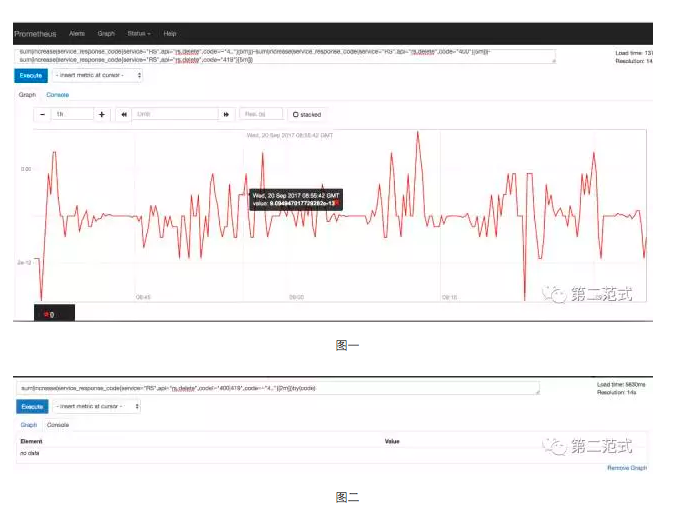 Prometheus Alerts Graph Status Help
sum(increase(service_response_code{service="RS",api="rs.delete",code=~"4.."}[5m]))-sum(increase(service_response_code{service="RS",api="rs.delete",code="400"}[5m]))-
sum(increase(service_response_code{service="RS",api="rs.delete",code="419"}[5m]))
Load time: 731
Resolution: 14
Execute - insert metric at cursor -
Graph Console
1h Until Res. (s) stacked
Wed, 20 Sep 2017 08:55:42 GMT
0.00
Wed, 20 Sep 2017 08:55:42 GMT
value: 9.094947017729282e-13
2e-12
08:45 09:00 09:15
第二范式
0
图一
sum(increase(service_response_code{service="RS",api="rs.delete",code!="400|419",code=~"4.."}[2m]))by(code)
Load time: 5630ms
Resolution: 14s
Execute - insert metric at cursor -
Graph Console
Element Value
no data
第二范式
Remove Graph
图二